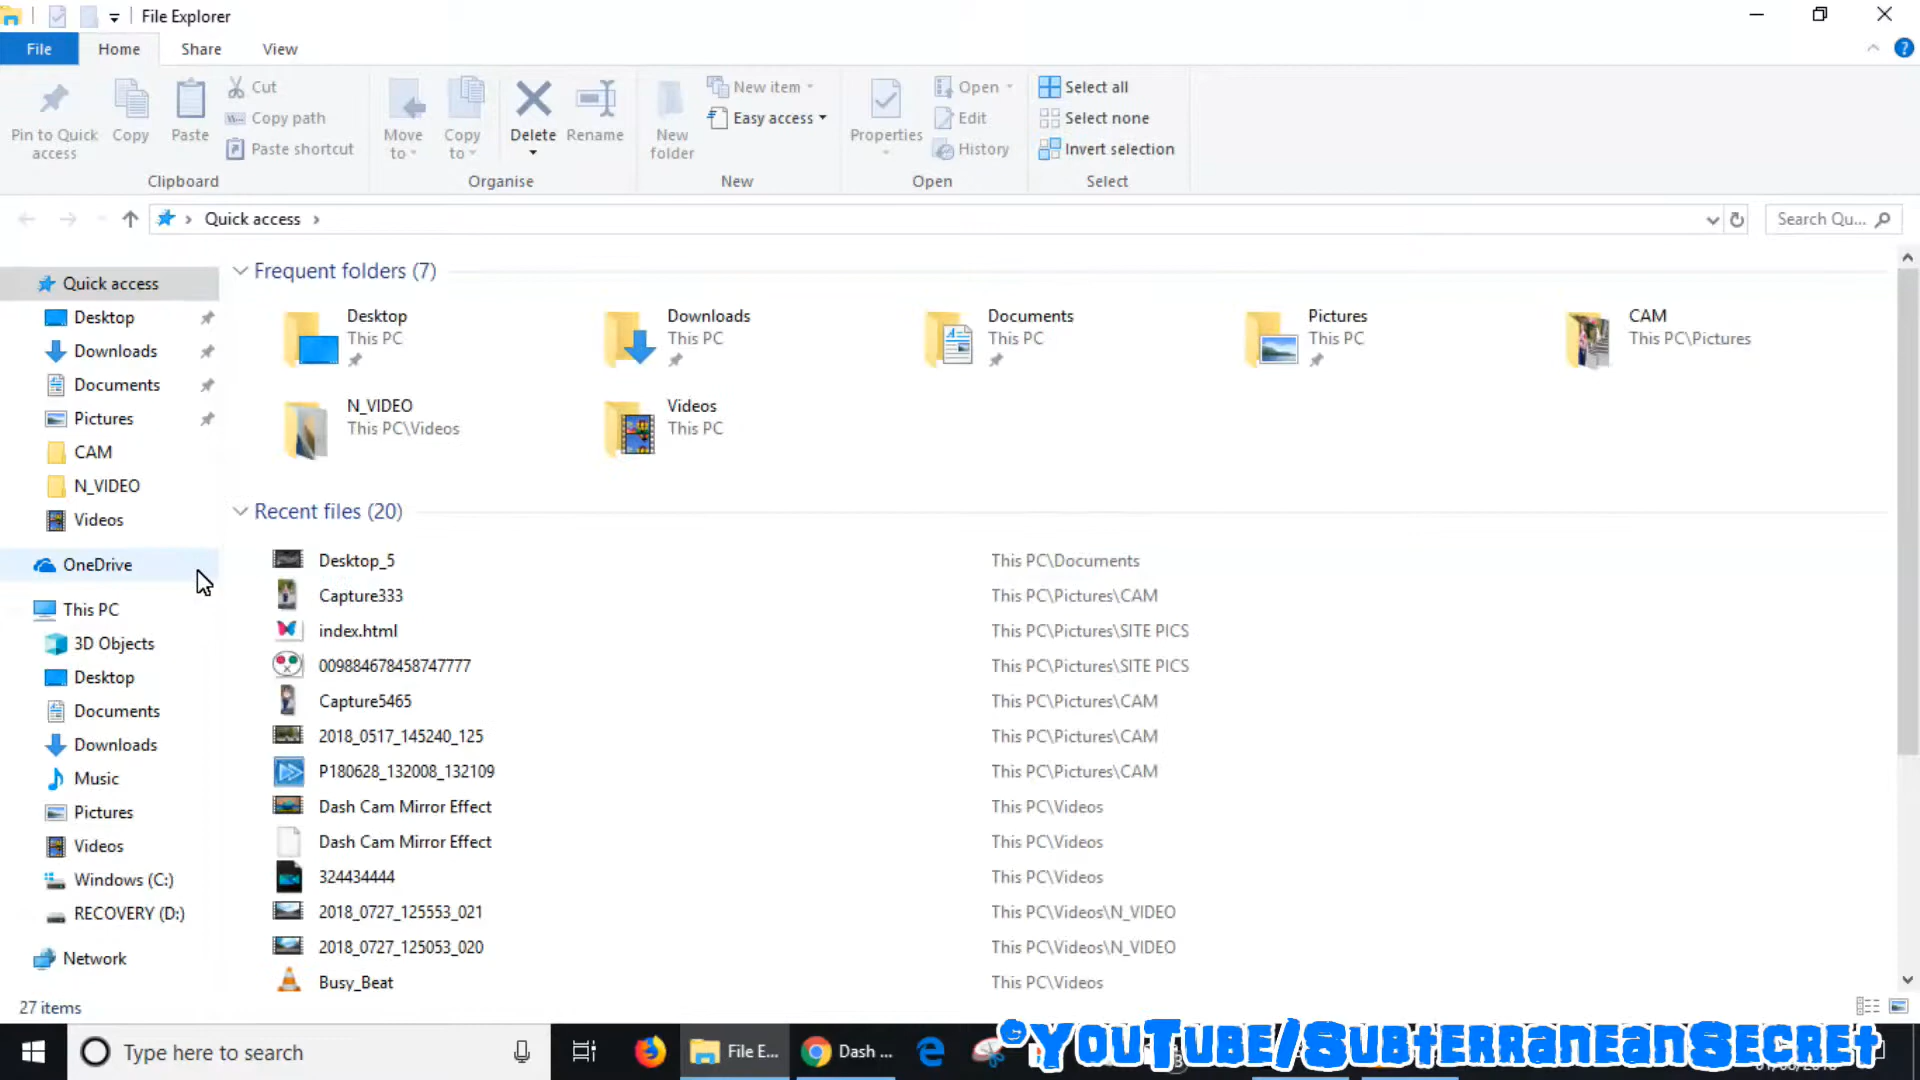 File Explorer
File Home Share View
Pin to Quick access
Copy
Paste
Cut
Copy path
Paste shortcut
Move to
Copy to
Delete
Rename
New folder
New item
Easy access
Properties
Open
Edit
History
Select all
Select none
Invert selection
Clipboard Organise New Open Select
Quick access
Search Qu...
Quick access
Desktop
Downloads
Documents
Pictures
CAM
N_VIDEO
Videos
OneDrive
This PC
3D Objects
Desktop
Documents
Downloads
Music
Pictures
Videos
Windows (C:)
RECOVERY (D:)
Network
Frequent folders (7)
Desktop
This PC
Downloads
This PC
Documents
This PC
Pictures
This PC
CAM
This PC\Pictures
N_VIDEO
This PC\Videos
Videos
This PC
Recent files (20)
Desktop_5 This PC\Documents
Capture333 This PC\Pictures\CAM
index.html This PC\Pictures\SITE PICS
009884678458747777 This PC\Pictures\SITE PICS
Capture5465 This PC\Pictures\CAM
2018_0517_145240_125 This PC\Pictures\CAM
P180628_132008_132109 This PC\Pictures\CAM
Dash Cam Mirror Effect This PC\Videos
Dash Cam Mirror Effect This PC\Videos
324434444 This PC\Videos
2018_0727_125553_021 This PC\Videos\N_VIDEO
2018_0727_125053_020 This PC\Videos\N_VIDEO
Busy_Beat This PC\Videos
27 items
Type here to search
File E...
Dash ...
©YouTube/SubterraneanSecret